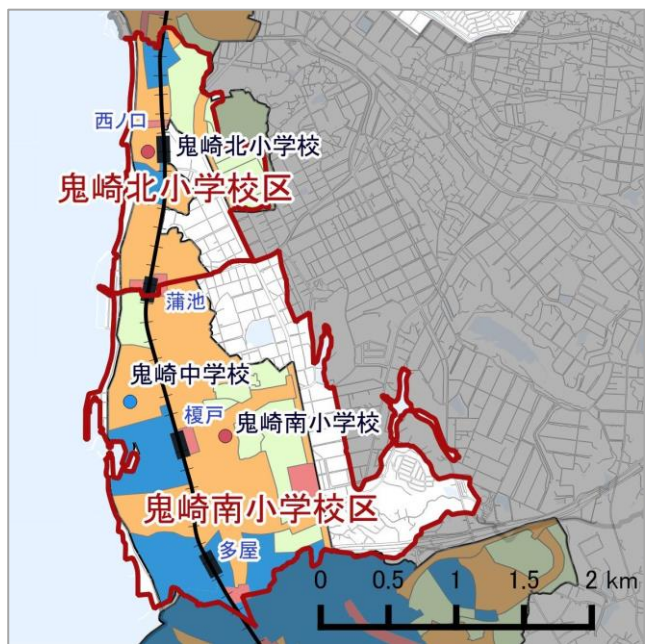 西ノ口
鬼崎北小学校
鬼崎北小学校区
蒲池
鬼崎中学校
榎戸
鬼崎南小学校
鬼崎南小学校区
多屋
0 0.5 1 1.5 2 km